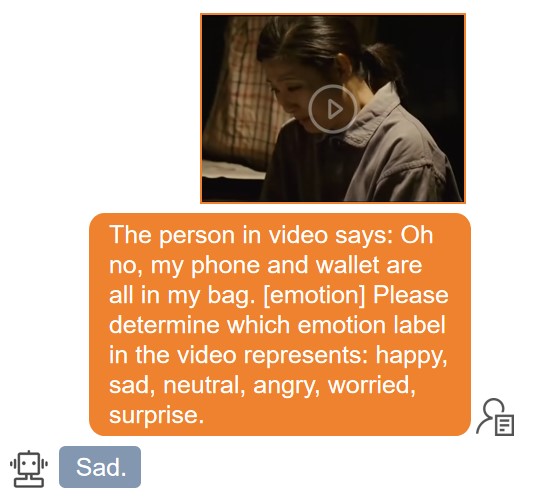 The person in video says: Oh
no, my phone and wallet are
all in my bag. [emotion] Please
determine which emotion label
in the video represents: happy,
sad, neutral, angry, worried,
surprise.
Sad.